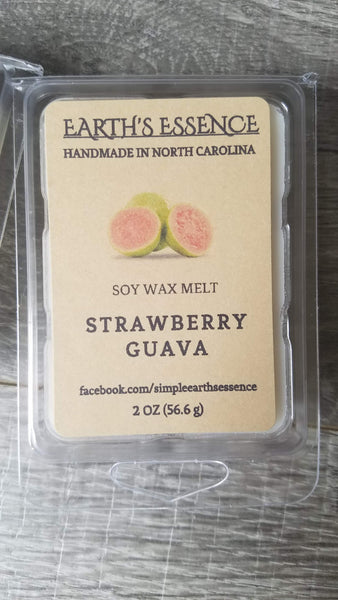 EARTH'S ESSENCE
HANDMADE IN NORTH CAROLINA
SOY WAX MELT
STRAWBERRY
GUAVA
facebook.com/simpleearthsessence
2 OZ (56.6 g)